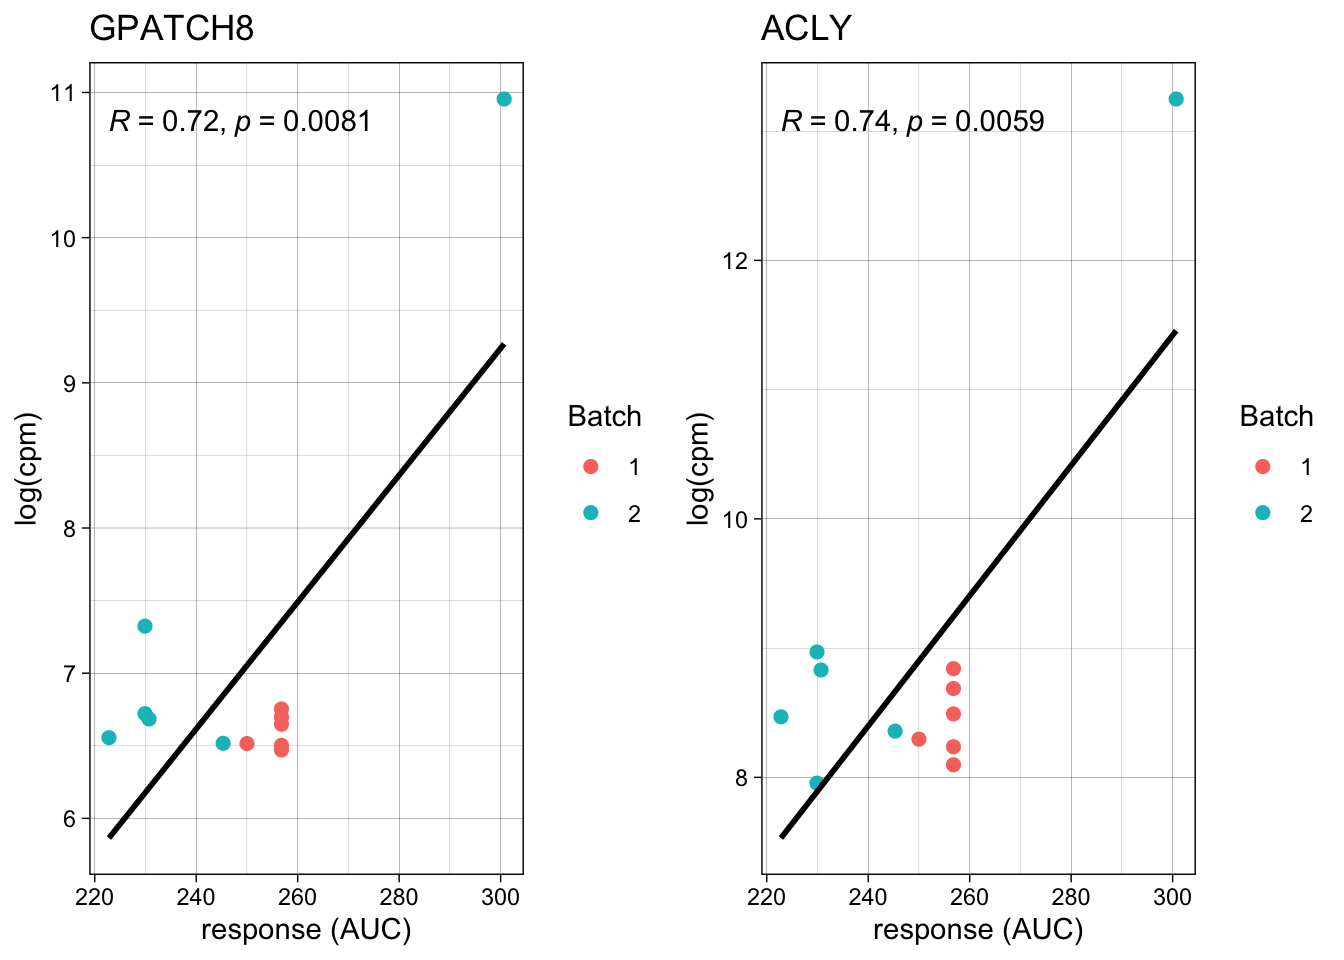 GPATCH8
R = 0.72, p = 0.0081
11
10
9
8
7
6
log(cpm)
220 240 260 280 300
response (AUC)
Batch
1
2
ACLY
R = 0.74, p = 0.0059
12
10
8
log(cpm)
220 240 260 280 300
response (AUC)
Batch
1
2